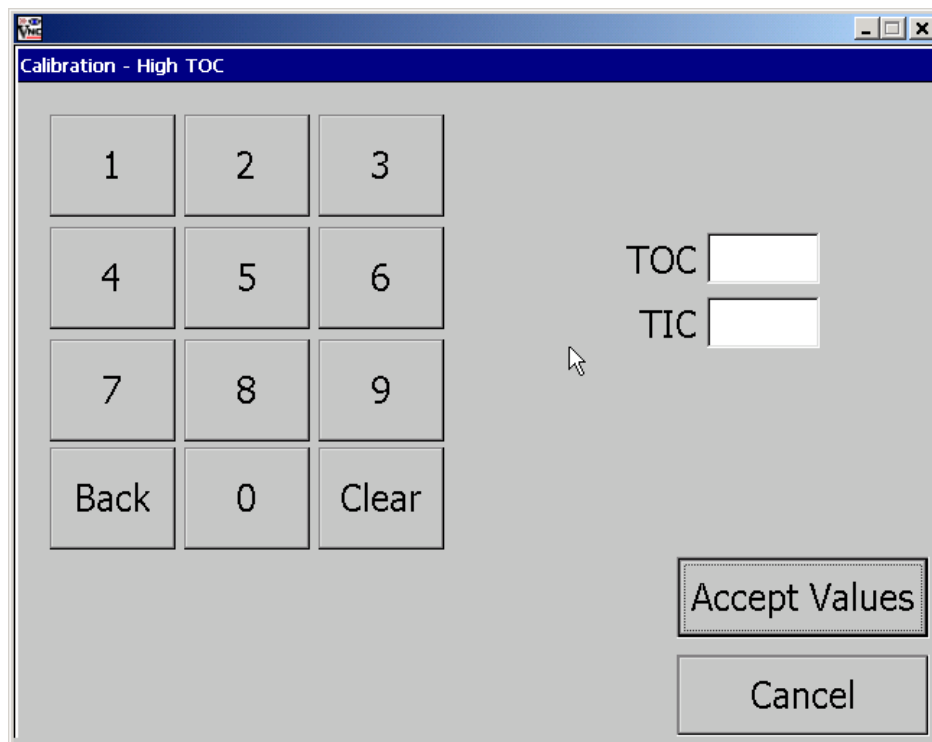 VNC
Calibration - High TOC
1 2 3
TOC
4 5 6
TIC
7 8 9
Back 0 Clear
Accept Values
Cancel